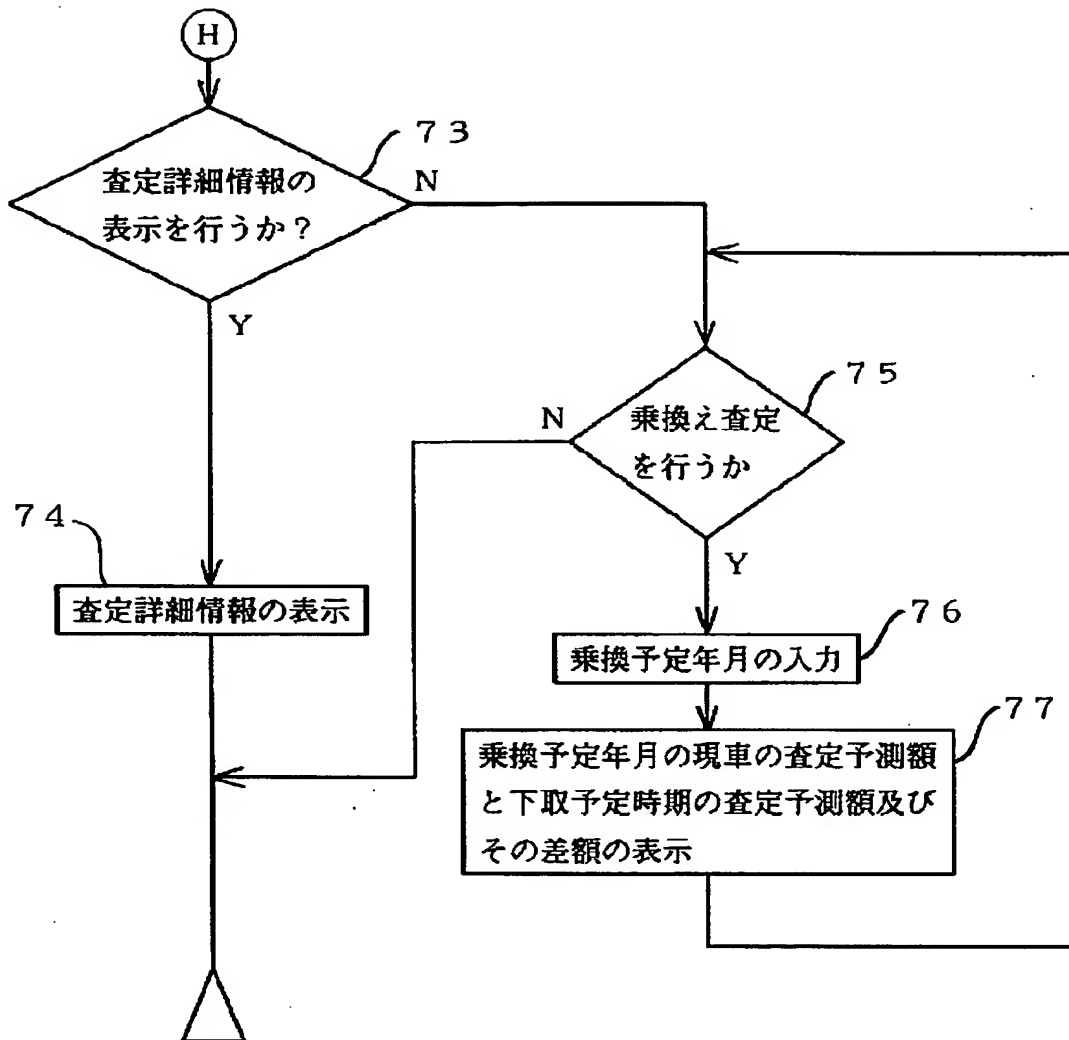 H
73
査定詳細情報の
表示を行うか？
N
Y
75
乗換え査定
を行うか
N
Y
74
査定詳細情報の表示
76
乗換予定年月の入力
77
乗換予定年月の現車の査定予測額
と下取予定時期の査定予測額及び
その差額の表示